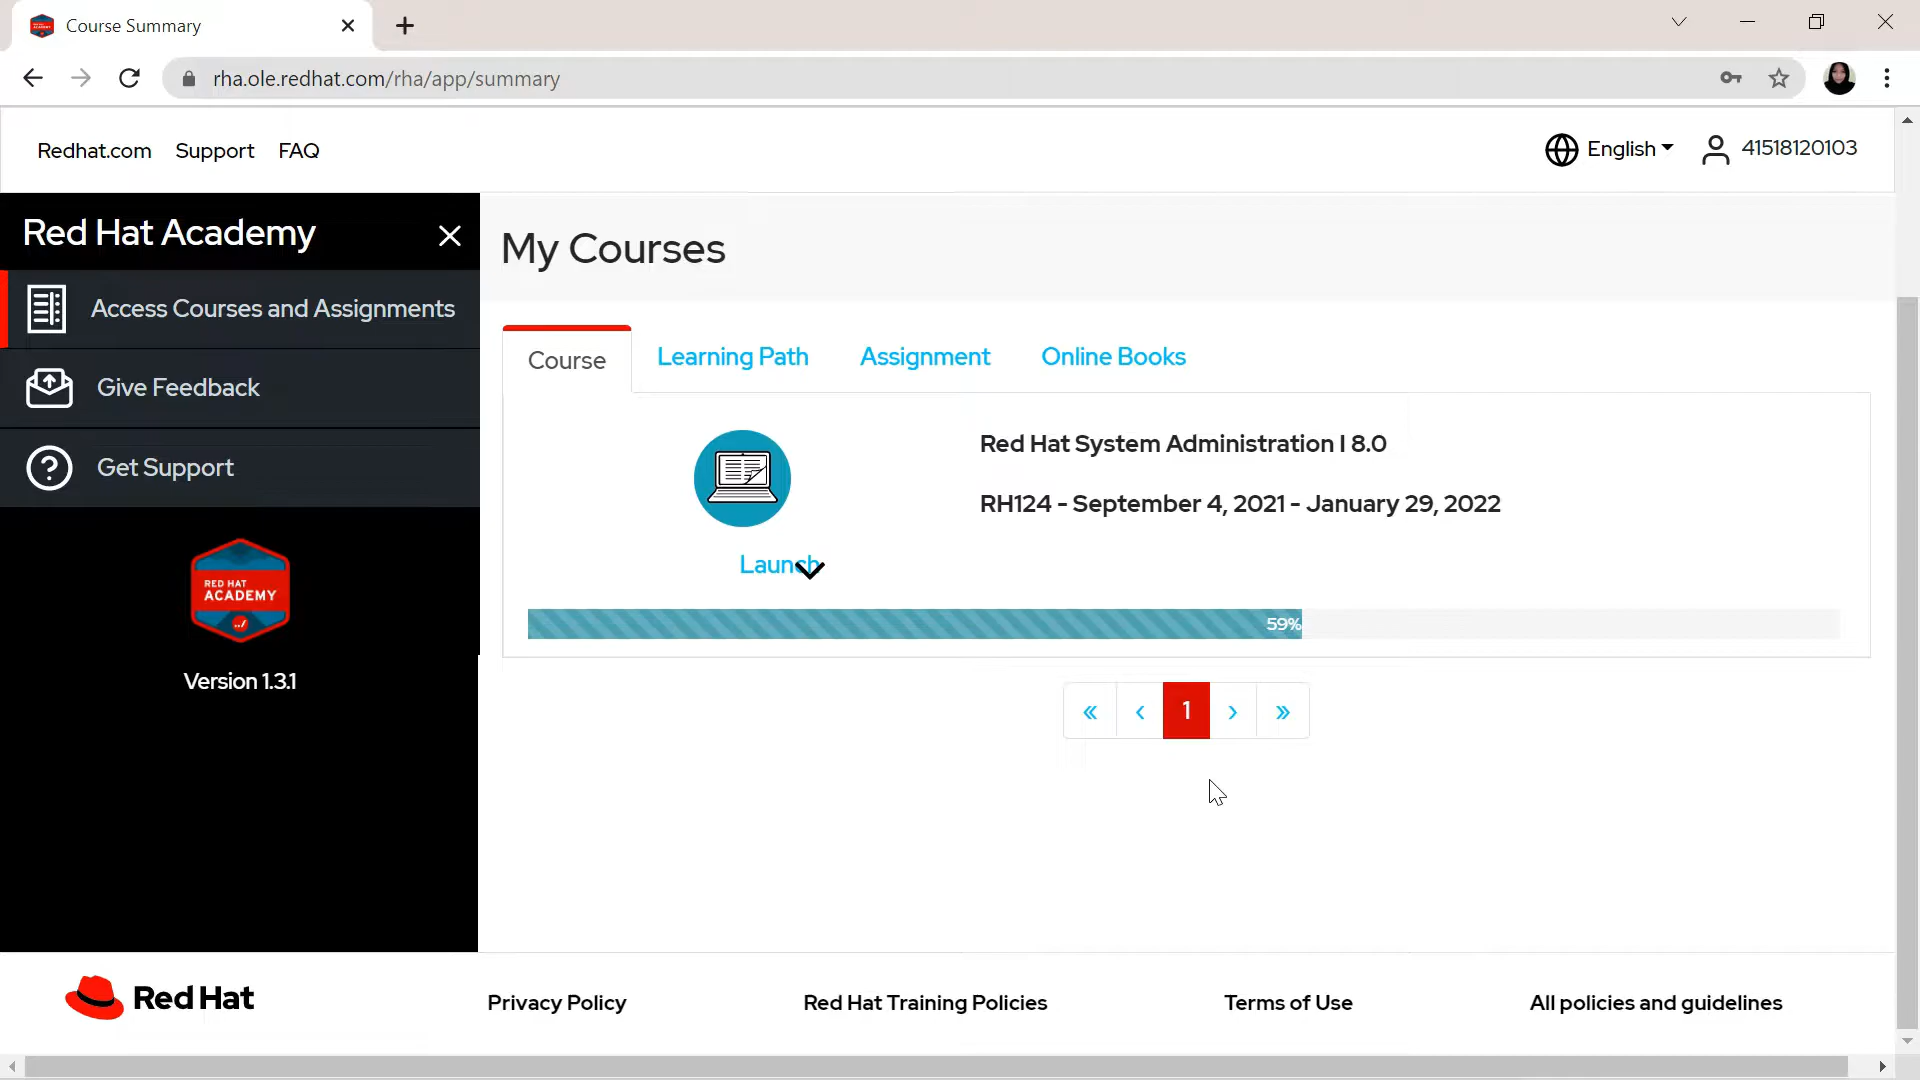 Course Summary
rha.ole.redhat.com/rha/app/summary
Redhat.com Support FAQ
English 41518120103
Red Hat Academy
Access Courses and Assignments
Give Feedback
Get Support
RED HAT
ACADEMY
Version 1.3.1
My Courses
Course Learning Path Assignment Online Books
Red Hat System Administration I 8.0
RH124 - September 4, 2021 - January 29, 2022
Launch
59%
« ‹ 1 › »
Red Hat
Privacy Policy Red Hat Training Policies Terms of Use All policies and guidelines